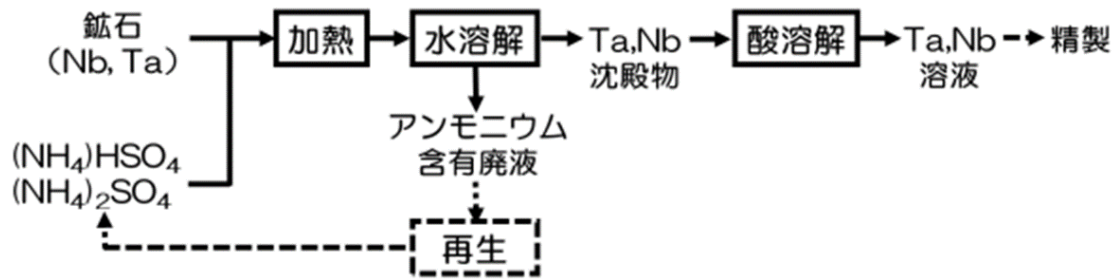 鉱石
（Nb, Ta）
加熱
水溶解
Ta,Nb
沈殿物
酸溶解
Ta,Nb
溶液
精製
アンモニウム
含有廃液
(NH₄)HSO₄
(NH₄)₂SO₄
再生